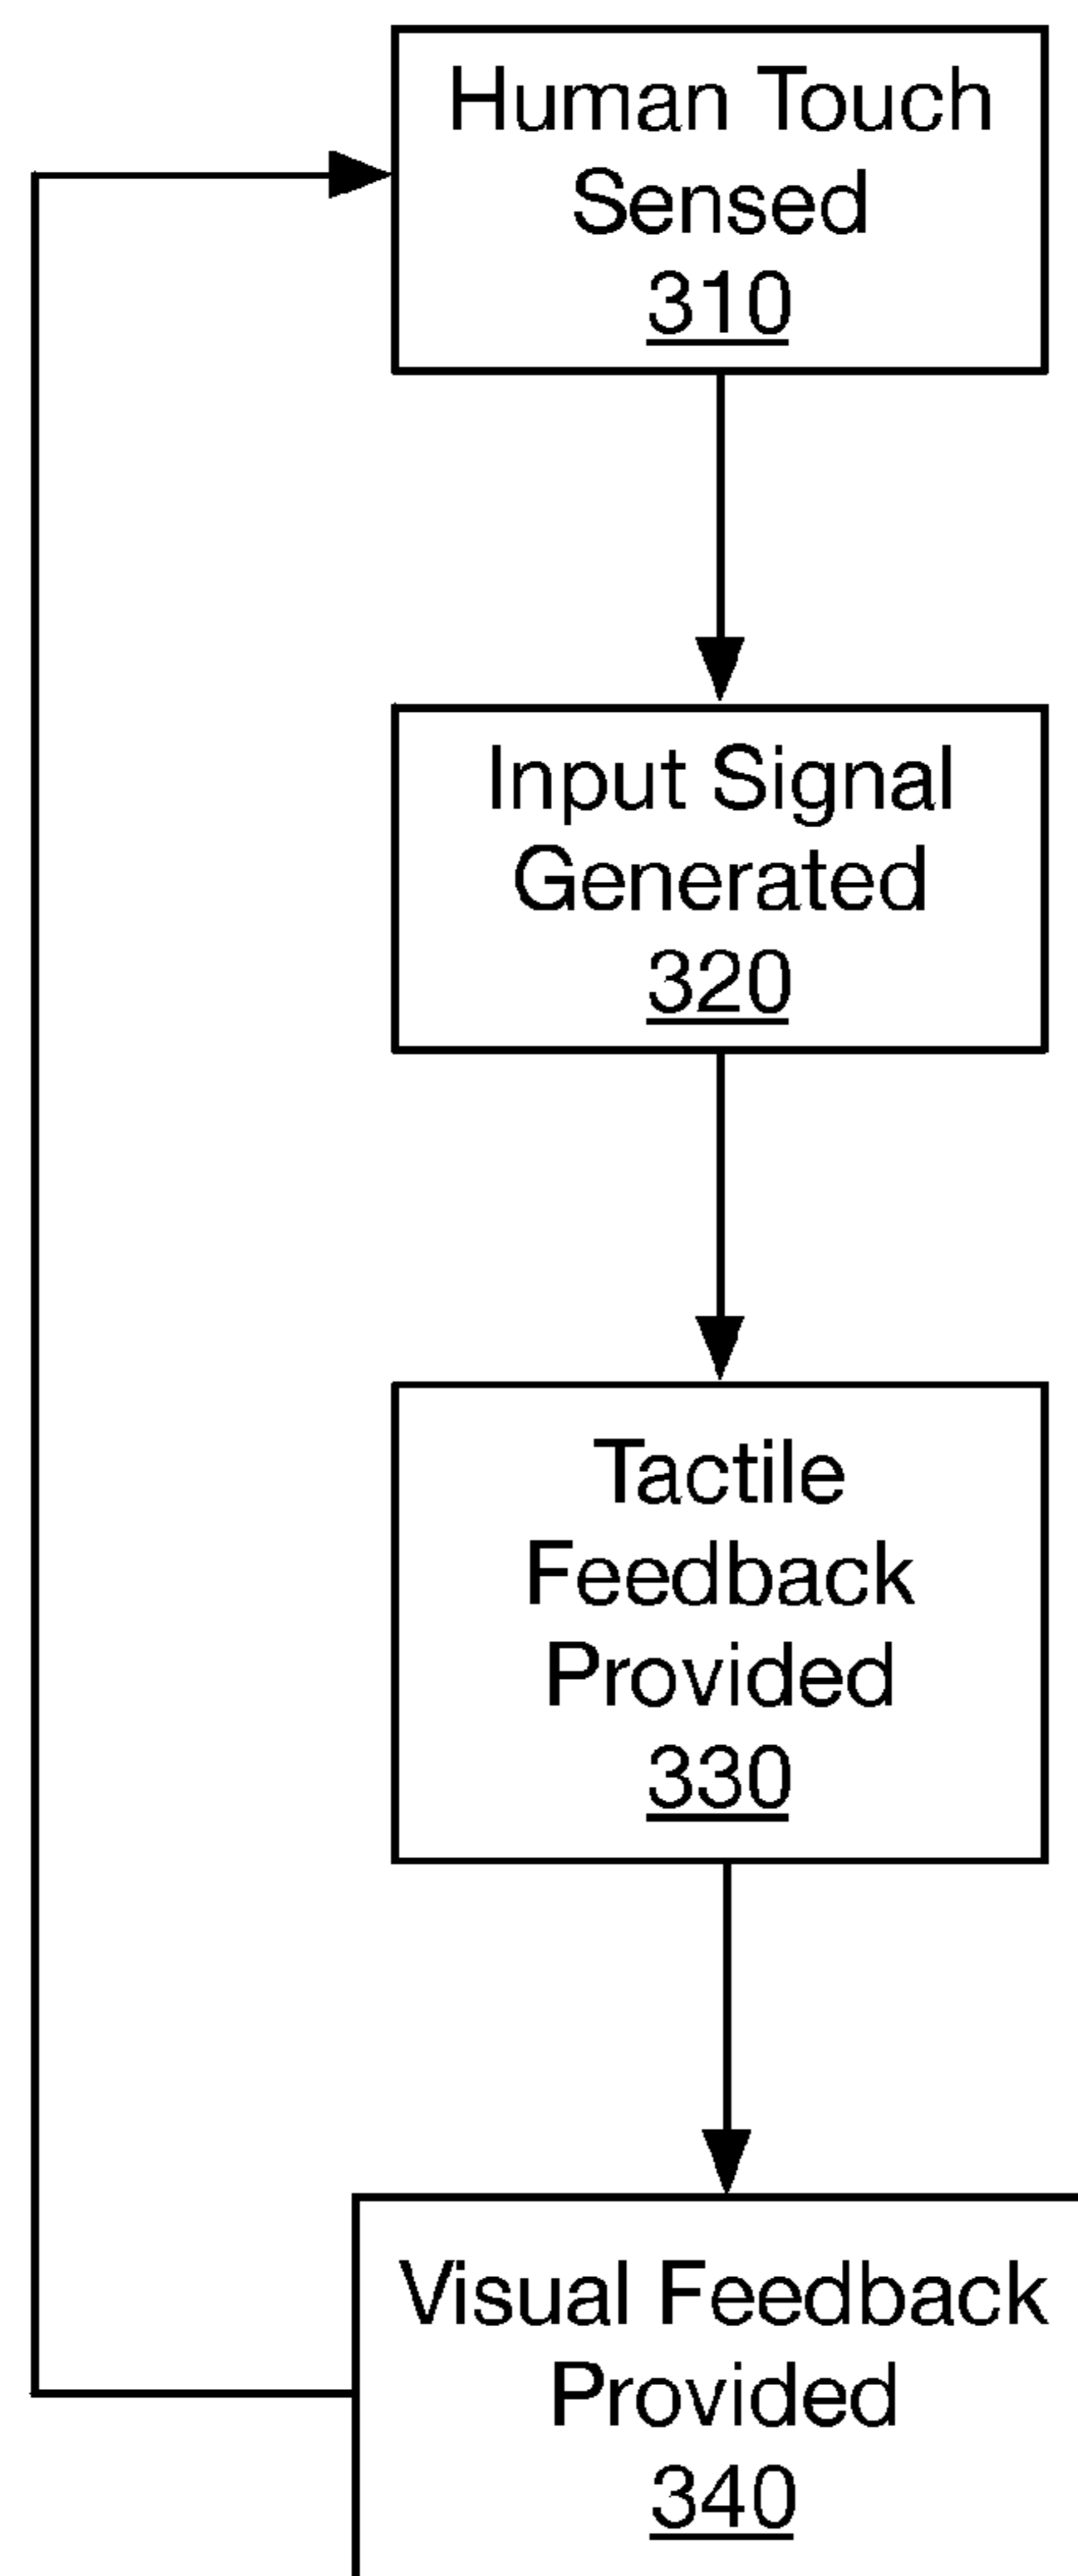 Human Touch
Sensed
310
Input Signal
Generated
320
Tactile
Feedback
Provided
330
Visual Feedback
Provided
340